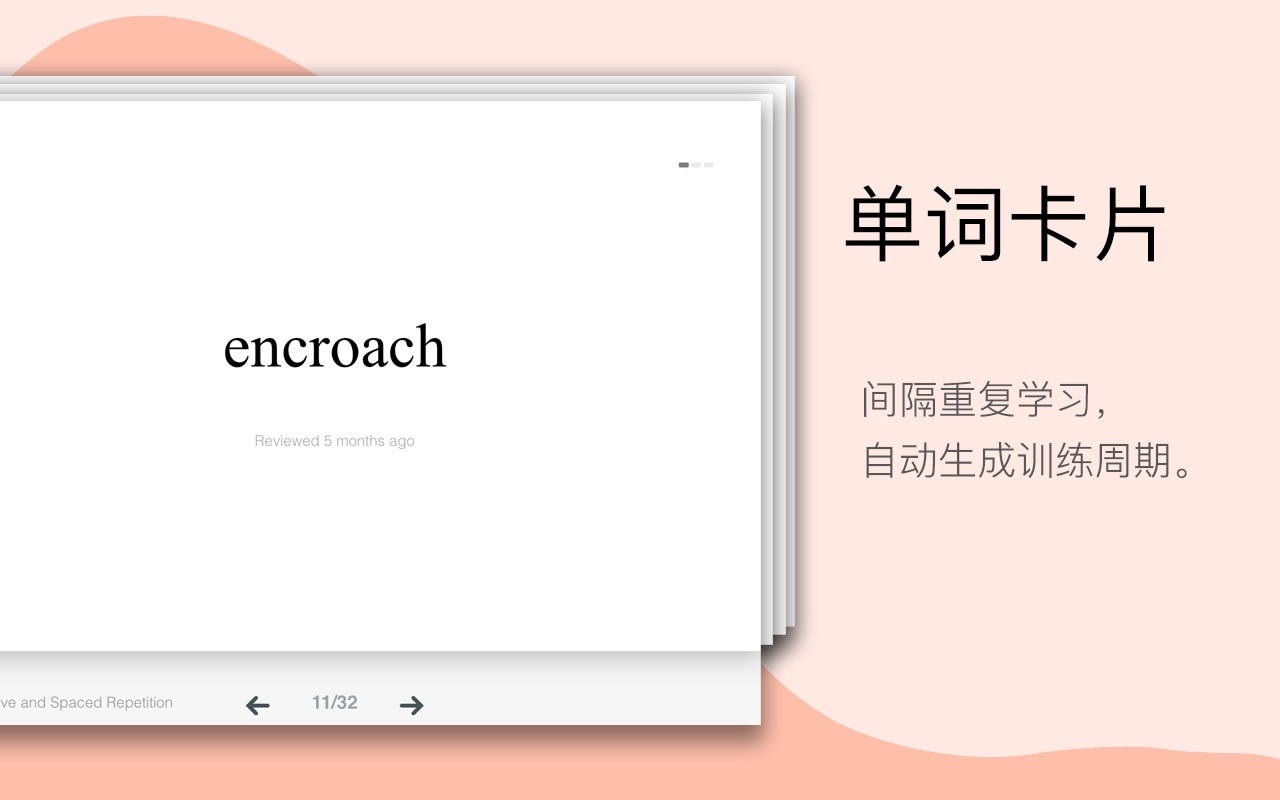 encroach
Reviewed 5 months ago
ve and Spaced Repetition
11/32
单词卡片
间隔重复学习，
自动生成训练周期。